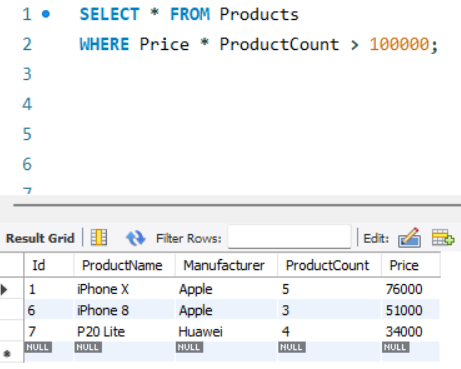 1 SELECT * FROM Products
2 WHERE Price * ProductCount > 100000;
3
4
5
6
7
Result Grid Filter Rows: Edit:
Id ProductName Manufacturer ProductCount Price
1 iPhone X Apple 5 76000
6 iPhone 8 Apple 3 51000
7 P20 Lite Huawei 4 34000
NULL NULL NULL NULL NULL